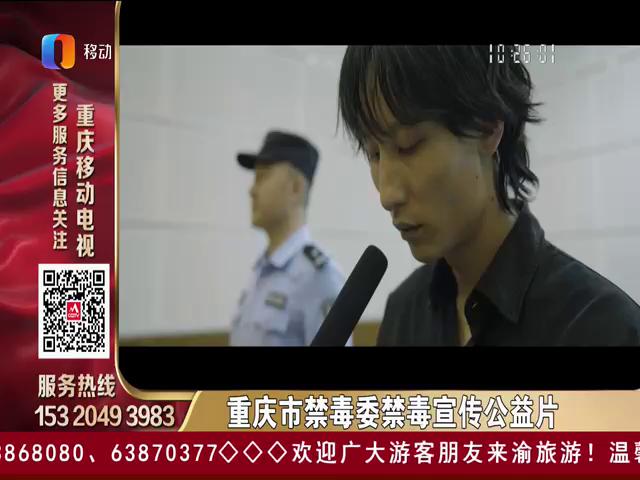 移动
10:26:01
更多服务信息关注
重庆移动电视
服务热线
153 2049 3983
重庆市禁毒委禁毒宣传公益片
3868080、63870377◇◇◇欢迎广大游客朋友来渝旅游！温馨